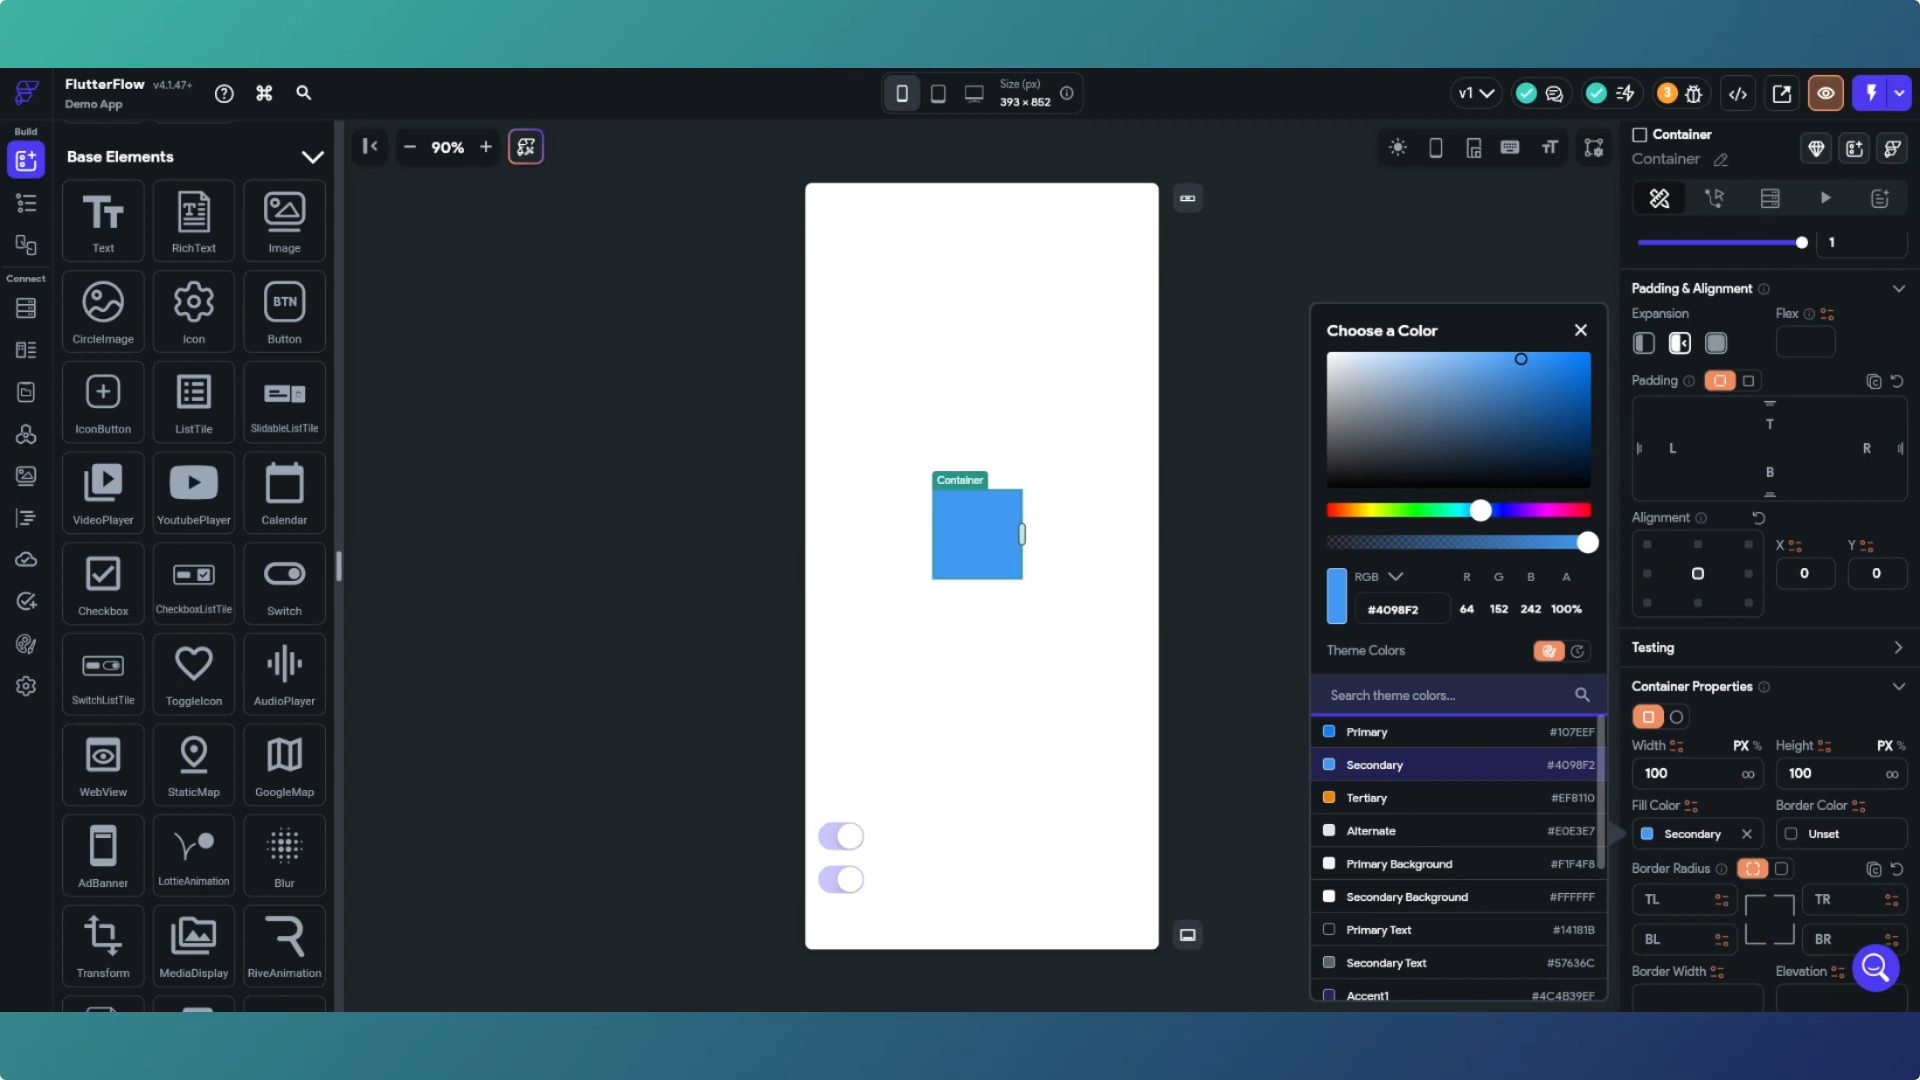 FlutterFlow v4.1.47+
Demo App
Size (px)
393 × 852
v1
3
Build
Connect
Base Elements
Text
RichText
Image
CircleImage
Icon
BTN
Button
IconButton
ListTile
SlidableListTile
VideoPlayer
YoutubePlayer
Calendar
Checkbox
CheckboxListTile
Switch
SwitchListTile
ToggleIcon
AudioPlayer
WebView
StaticMap
GoogleMap
AdBanner
LottieAnimation
Blur
Transform
MediaDisplay
RiveAnimation
90%
Container
Choose a Color
RGB R G B A
#4098F2 64 152 242 100%
Theme Colors
Search theme colors...
Primary #107EEF
Secondary #4098F2
Tertiary #EF8110
Alternate #E0E3E7
Primary Background #F1F4F8
Secondary Background #FFFFFF
Primary Text #14181B
Secondary Text #57636C
Accent1 #4C4B39EF
Container
Container
1
Padding & Alignment
Expansion Flex
Padding
T
L R
B
Alignment X Y
0 0
Testing
Container Properties
Width PX % Height PX %
100 ∞ 100 ∞
Fill Color Border Color
Secondary Unset
Border Radius
TL TR
BL BR
Border Width Elevation